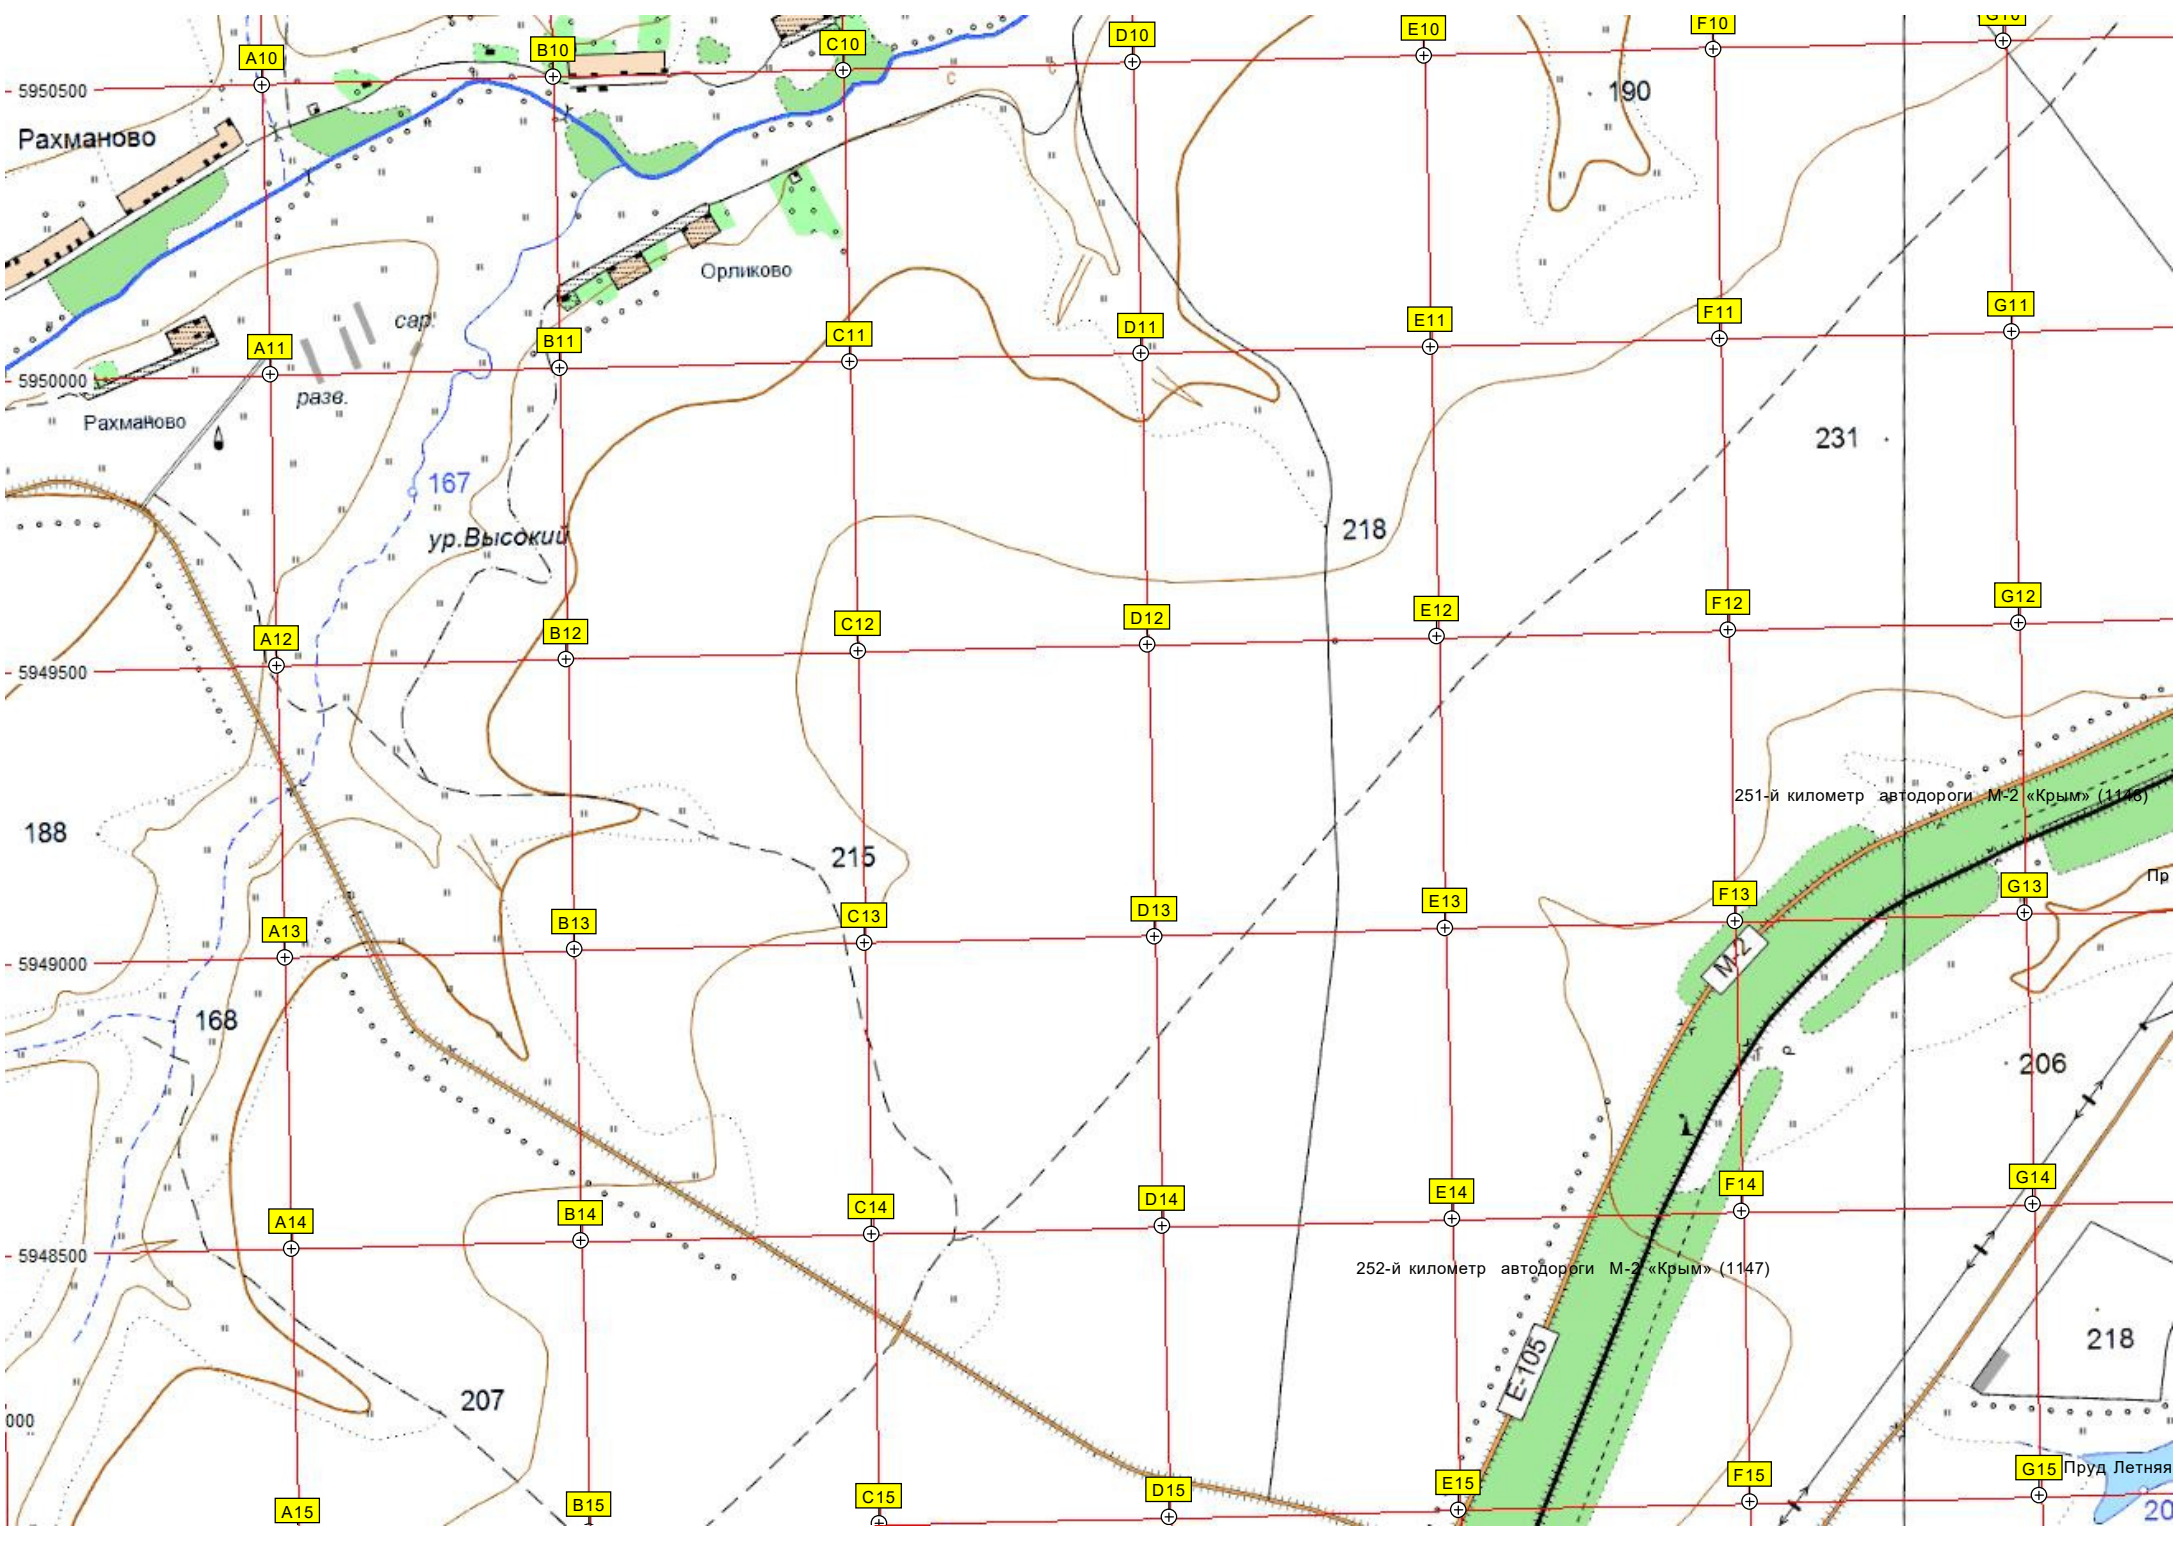 A10
B10
C10
D10
E10
F10
G10
5950500
190
Рахманово
с
с
Орликово
сар.
A11
B11
C11
D11
E11
F11
G11
5950000
разв.
Рахманово
231
167
ур.Высокий
218
A12
B12
C12
D12
E12
F12
G12
5949500
251-й километр автодороги М-2 «Крым» (1148)
188
215
Пр
A13
B13
C13
D13
E13
F13
G13
М-2
5949000
168
р
206
A14
B14
C14
D14
E14
F14
G14
5948500
252-й километр автодороги М-2 «Крым» (1147)
218
Е-105
207
000
A15
B15
C15
D15
E15
F15
G15
Пруд Летняя
20